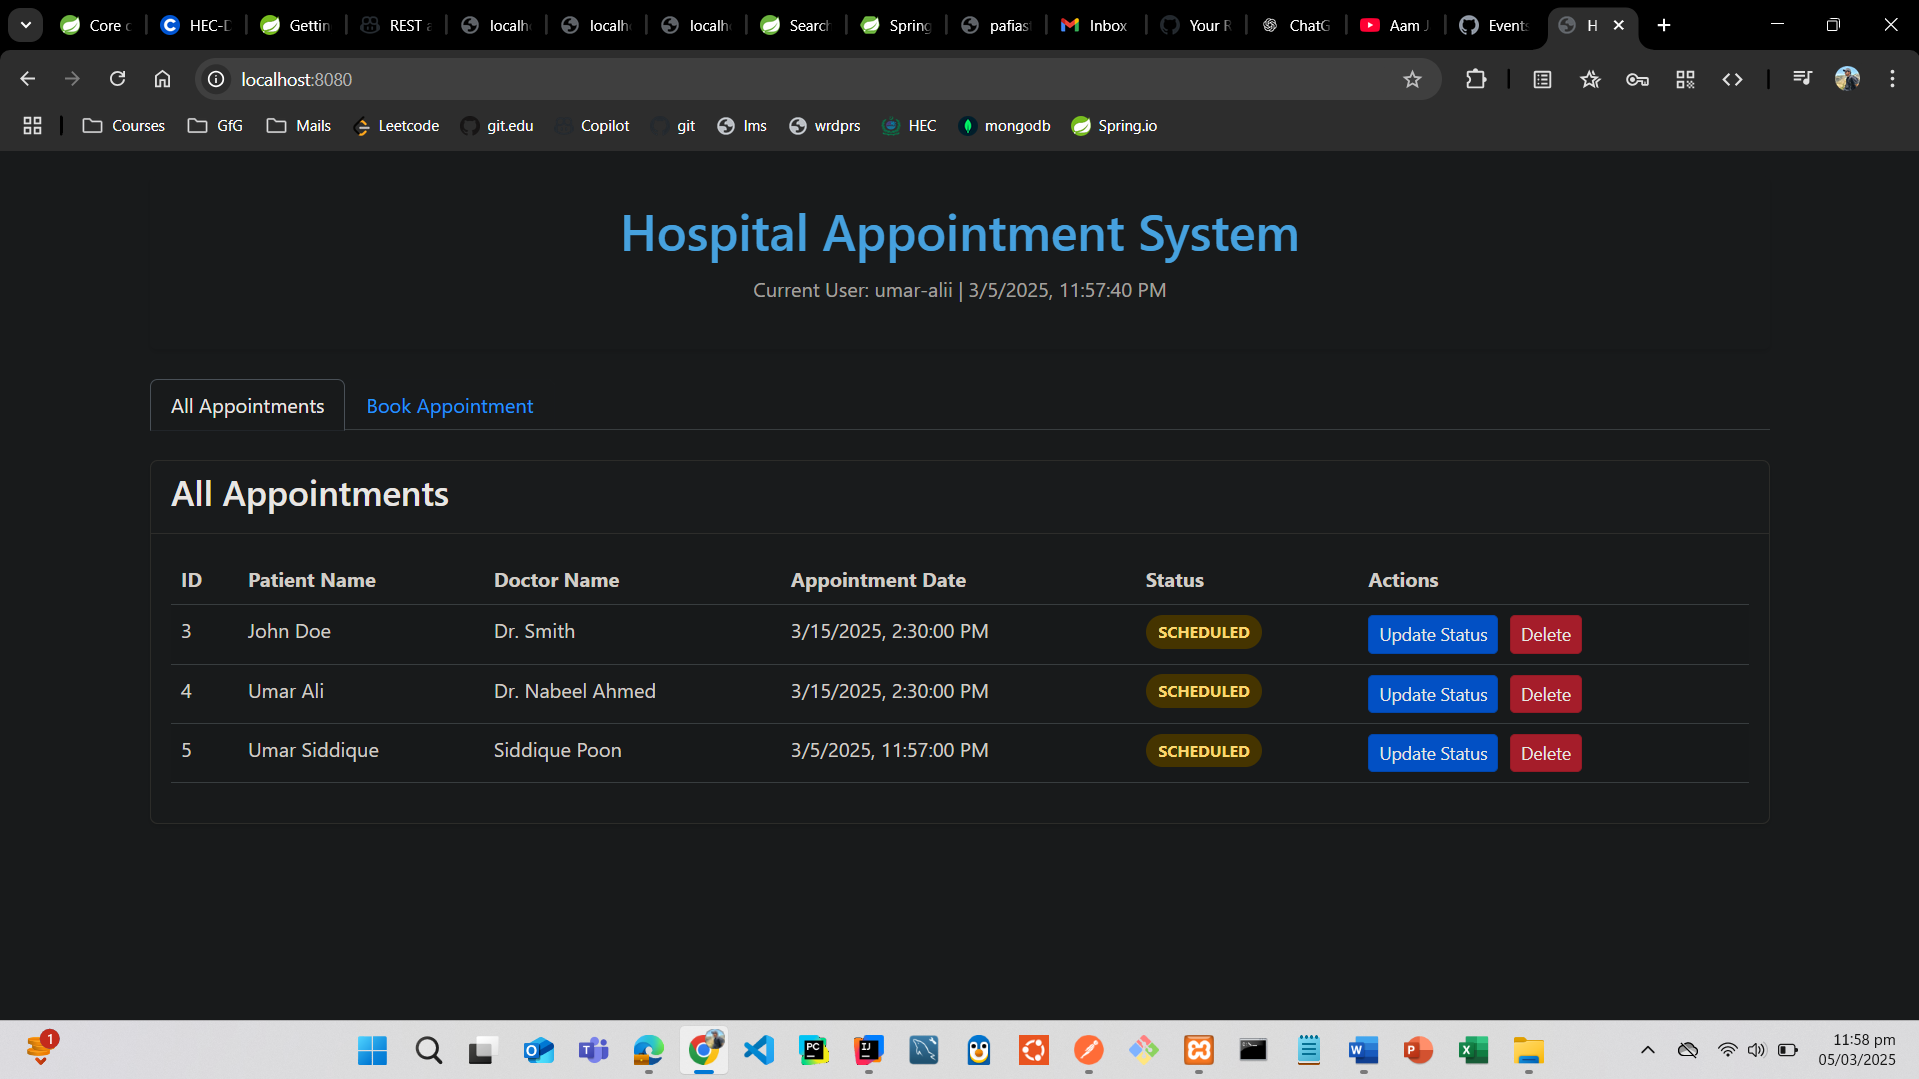 Core c
HEC-D
Gettin
REST a
localh
localh
localh
Search
Spring
pafias
Inbox
Your R
ChatG
Aam J
Events
H
localhost:8080
Courses
GfG
Mails
Leetcode
git.edu
Copilot
git
lms
wrdprs
HEC
mongodb
Spring.io
Hospital Appointment System
Current User: umar-alii | 3/5/2025, 11:57:40 PM
All Appointments
Book Appointment
All Appointments
ID Patient Name Doctor Name Appointment Date Status Actions
3 John Doe Dr. Smith 3/15/2025, 2:30:00 PM SCHEDULED Update Status Delete
4 Umar Ali Dr. Nabeel Ahmed 3/15/2025, 2:30:00 PM SCHEDULED Update Status Delete
5 Umar Siddique Siddique Poon 3/5/2025, 11:57:00 PM SCHEDULED Update Status Delete
1
11:58 pm
05/03/2025